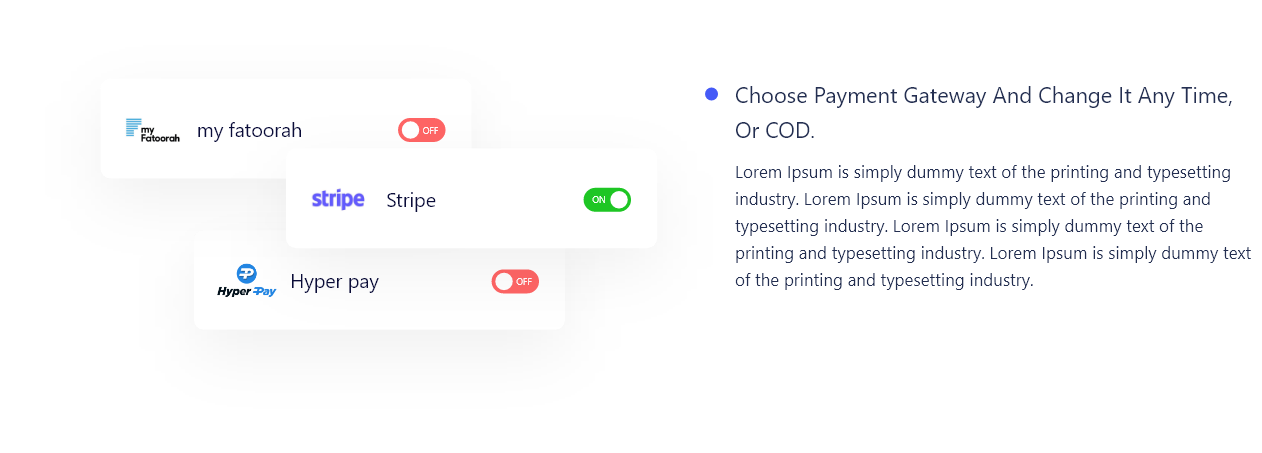 my
Fatoorah
my fatoorah
OFF
stripe
Stripe
ON
Hyper Pay
Hyper pay
OFF
Choose Payment Gateway And Change It Any Time,
Or COD.
Lorem Ipsum is simply dummy text of the printing and typesetting
industry. Lorem Ipsum is simply dummy text of the printing and
typesetting industry. Lorem Ipsum is simply dummy text of the
printing and typesetting industry. Lorem Ipsum is simply dummy text
of the printing and typesetting industry.